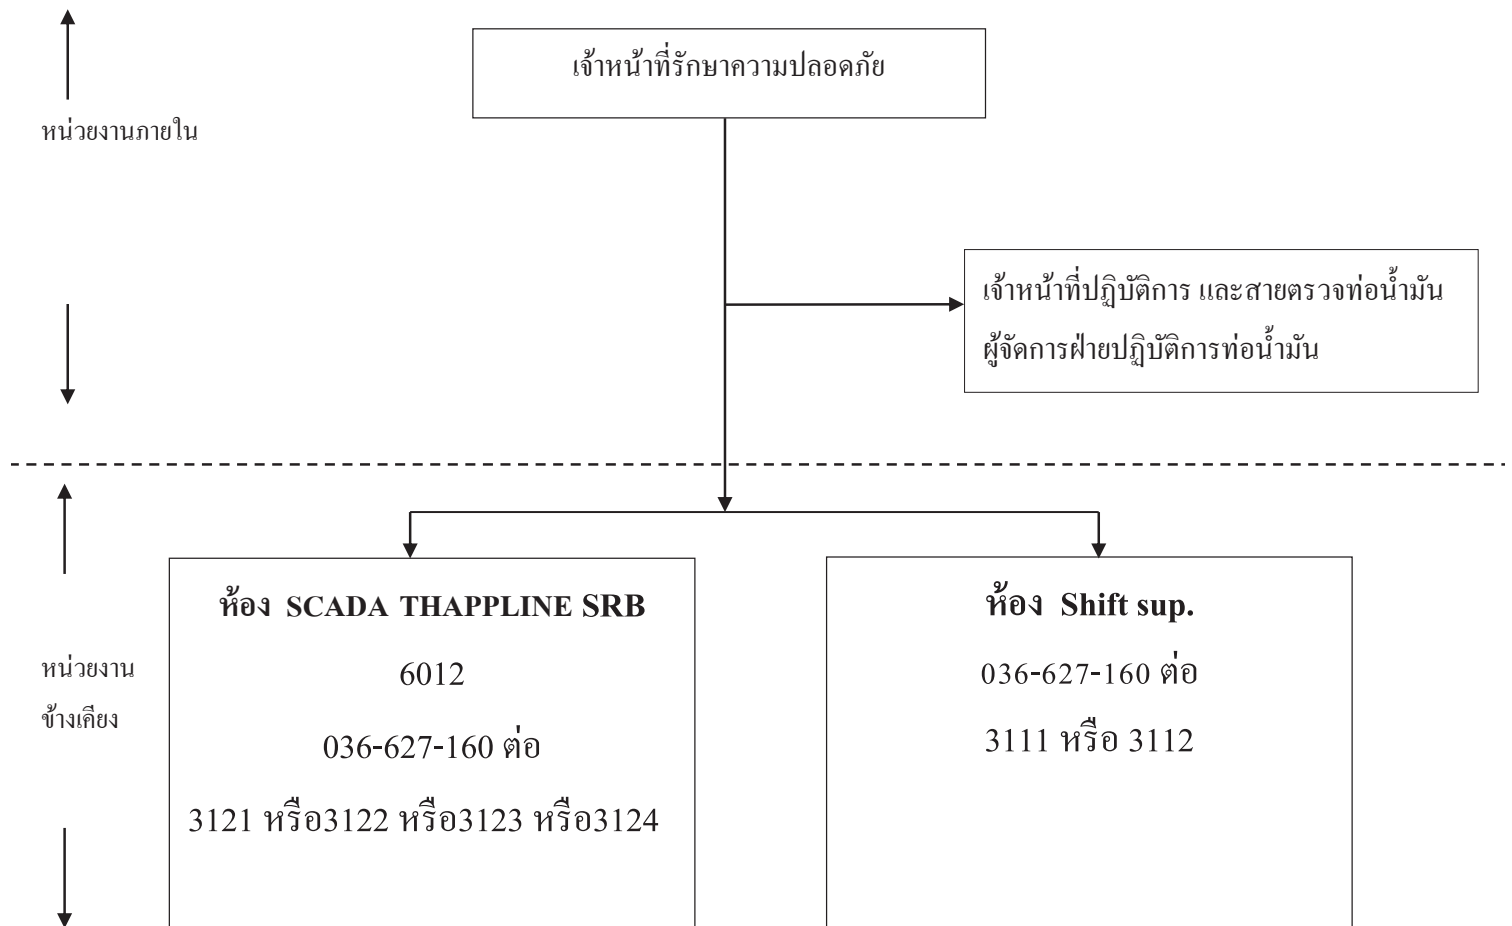 เจ้าหน้าที่รักษาความปลอดภัย
หน่วยงานภายใน
เจ้าหน้าที่ปฏิบัติการ และสายตรวจท่อน้ำมัน
ผู้จัดการฝ่ายปฏิบัติการท่อน้ำมัน
หน่วยงาน
ข้างเคียง
ห้อง SCADA THAPPLINE SRB
6012
036-627-160 ต่อ
3121 หรือ3122 หรือ3123 หรือ3124
ห้อง Shift sup.
036-627-160 ต่อ
3111 หรือ 3112